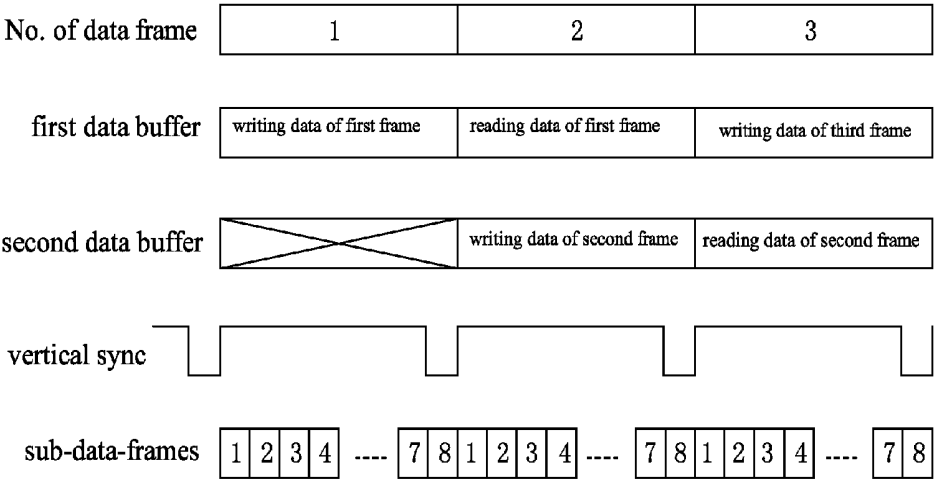 No. of data frame 1 2 3
first data buffer writing data of first frame reading data of first frame writing data of third frame
second data buffer writing data of second frame reading data of second frame
vertical sync
sub-data-frames 1 2 3 4 ---- 7 8 1 2 3 4 ---- 7 8 1 2 3 4 ---- 7 8